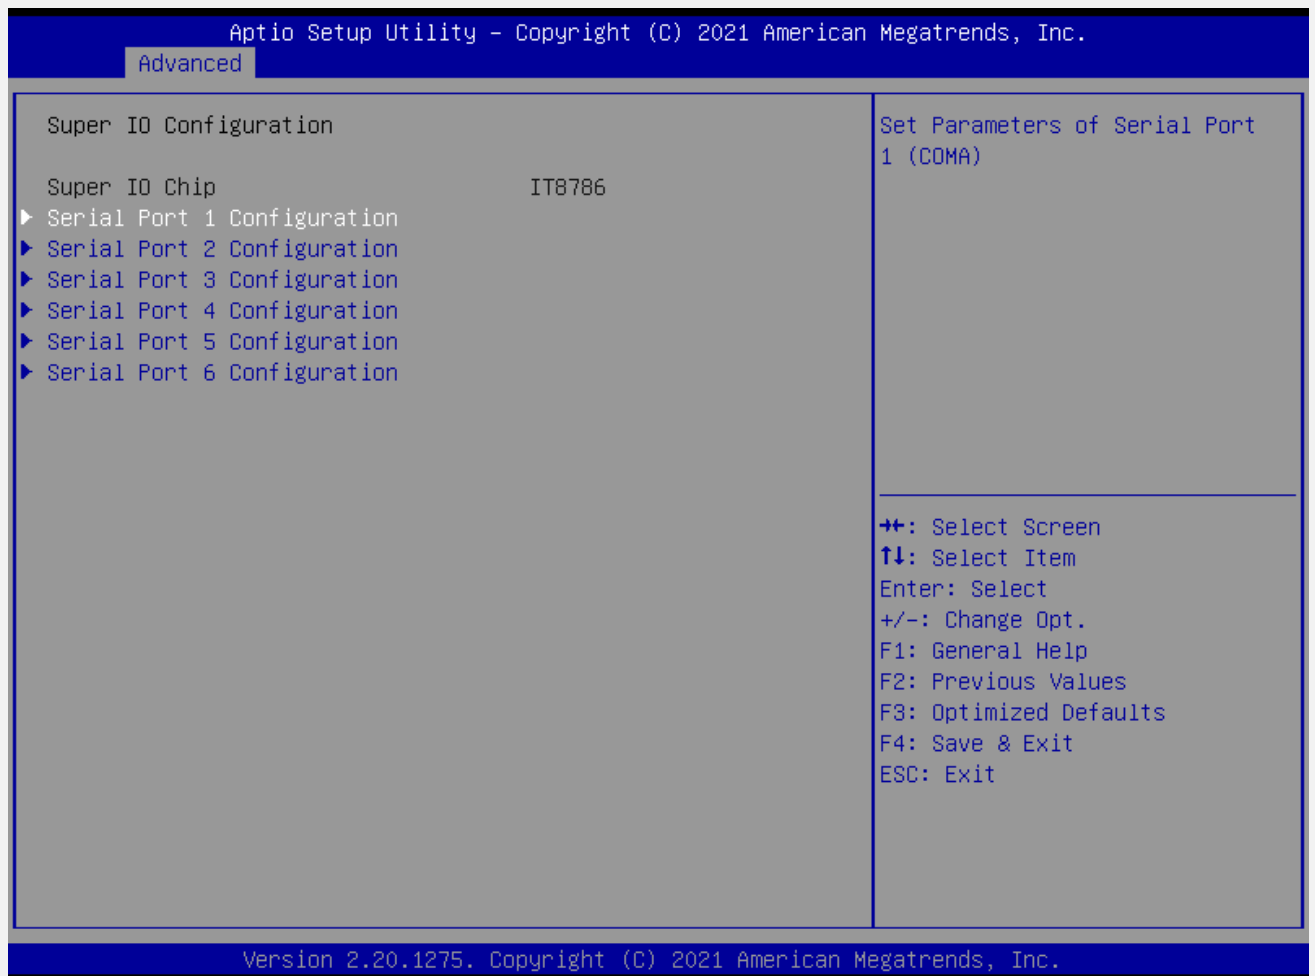 Aptio Setup Utility – Copyright (C) 2021 American Megatrends, Inc.
Advanced
Super IO Configuration
Super IO Chip IT8786
Serial Port 1 Configuration
Serial Port 2 Configuration
Serial Port 3 Configuration
Serial Port 4 Configuration
Serial Port 5 Configuration
Serial Port 6 Configuration
Set Parameters of Serial Port
1 (COMA)
→←: Select Screen
↑↓: Select Item
Enter: Select
+/-: Change Opt.
F1: General Help
F2: Previous Values
F3: Optimized Defaults
F4: Save & Exit
ESC: Exit
Version 2.20.1275. Copyright (C) 2021 American Megatrends, Inc.